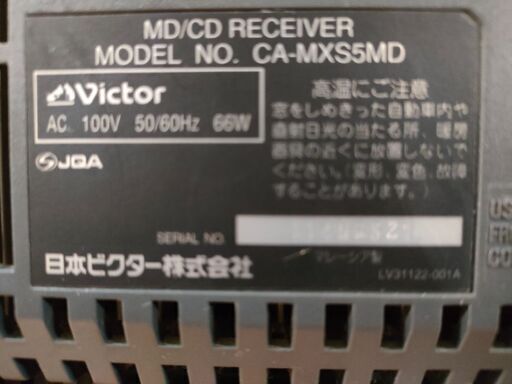 MD/CD RECEIVER
MODEL NO. CA-MXS5MD
Victor
AC 100V 50/60Hz 66W
JQA
高温にご注意
窓をしめきった自動車内や
直射日光の当たる所、暖房
器具の近くに放置しないで
ください。(変形、変色、故障
することがあります。)
SERIAL NO.
日本ビクター株式会社
マレーシア製
LV31122-001A
US
FR
CO